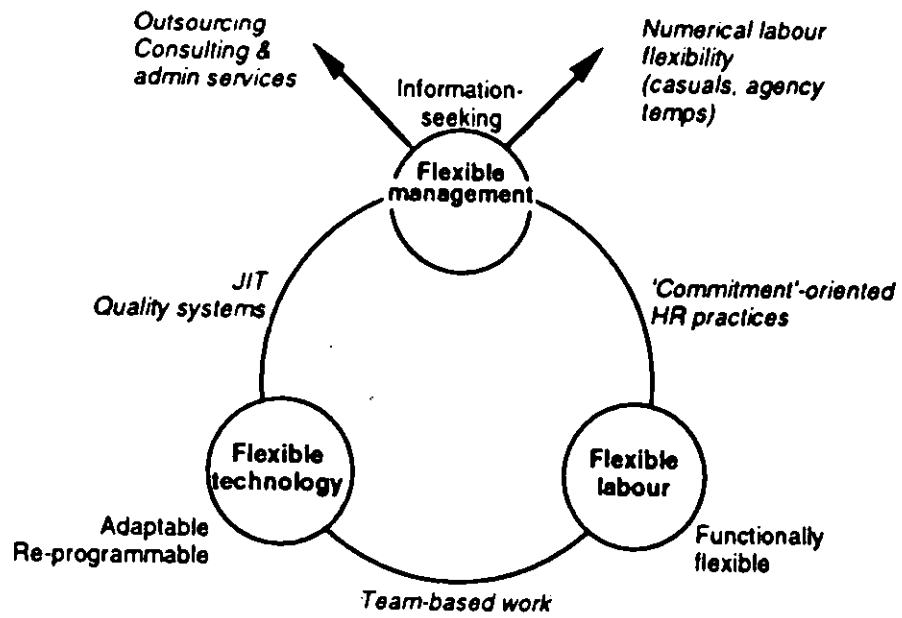 Outsourcing
Consulting &
admin services
Numerical labour
flexibility
(casuals, agency
temps)
Information-
seeking
Flexible
management
JIT
Quality systems
'Commitment'-oriented
HR practices
Flexible
technology
Flexible
labour
Adaptable
Re-programmable
Functionally
flexible
Team-based work